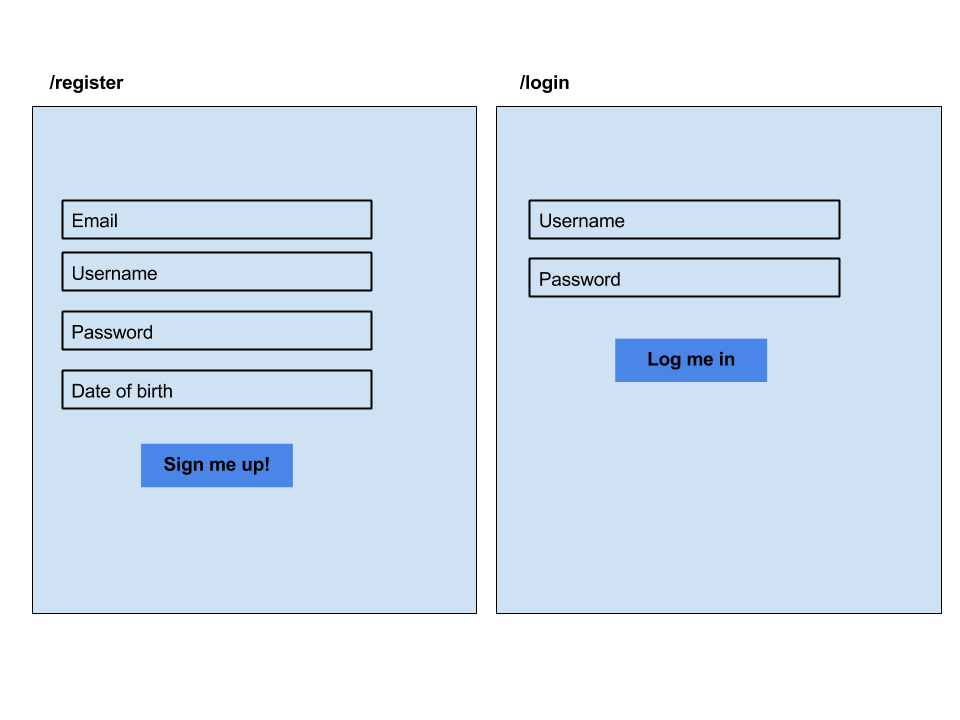 /register
Email
Username
Password
Date of birth
Sign me up!
/login
Username
Password
Log me in